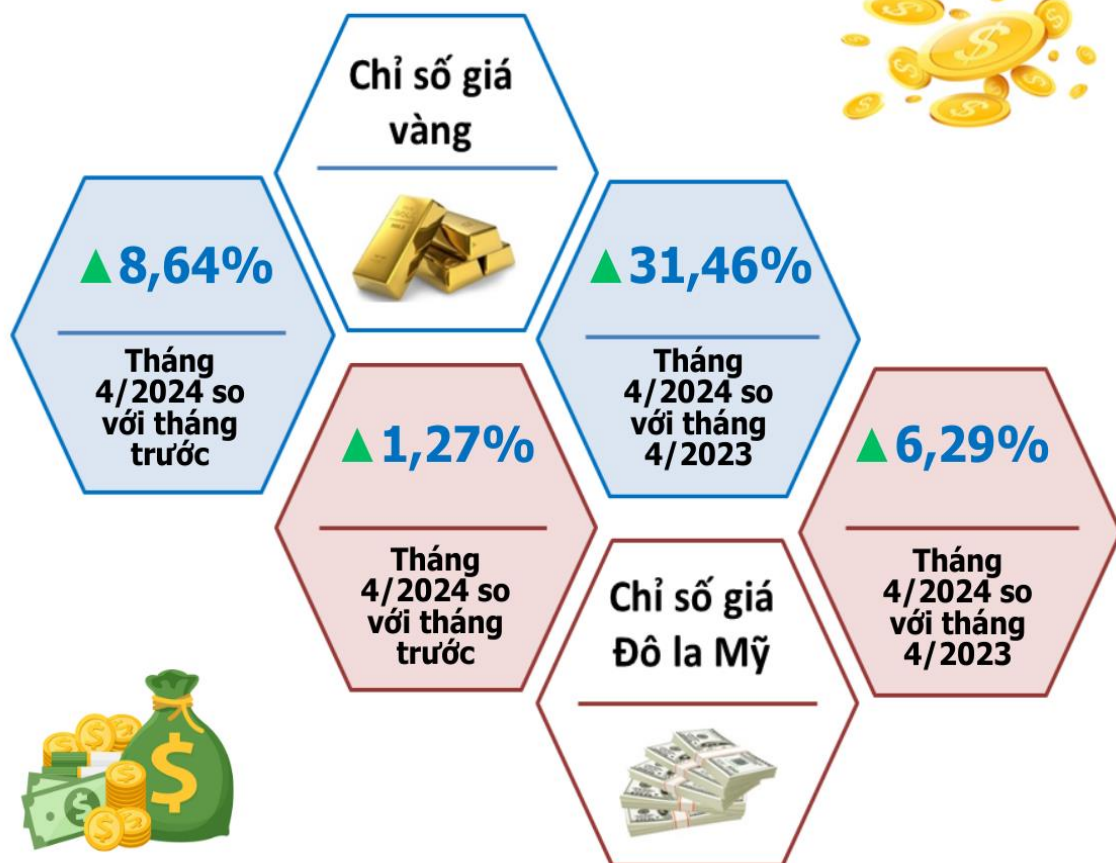 Chỉ số giá
vàng
▲8,64%
Tháng
4/2024 so
với tháng
trước
▲31,46%
Tháng
4/2024 so
với tháng
4/2023
▲1,27%
Tháng
4/2024 so
với tháng
trước
Chỉ số giá
Đô la Mỹ
▲6,29%
Tháng
4/2024 so
với tháng
4/2023